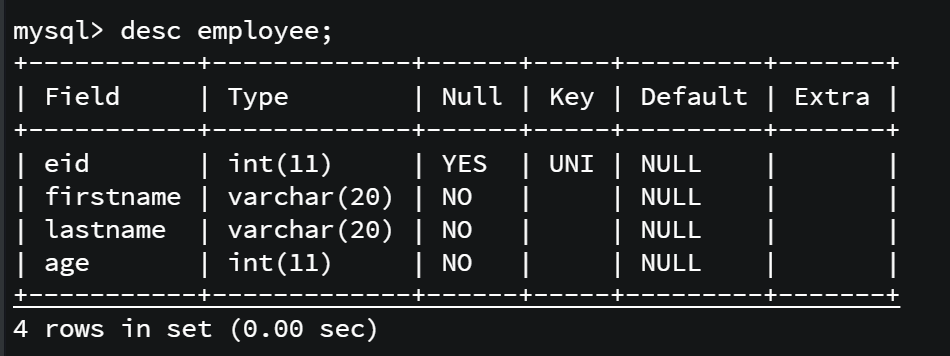 mysql> desc employee;
+-----------+-------------+------+-----+---------+-------+
| Field     | Type        | Null | Key | Default | Extra |
+-----------+-------------+------+-----+---------+-------+
| eid       | int(11)     | YES  | UNI | NULL    |       |
| firstname | varchar(20) | NO   |     | NULL    |       |
| lastname  | varchar(20) | NO   |     | NULL    |       |
| age       | int(11)     | NO   |     | NULL    |       |
+-----------+-------------+------+-----+---------+-------+
4 rows in set (0.00 sec)